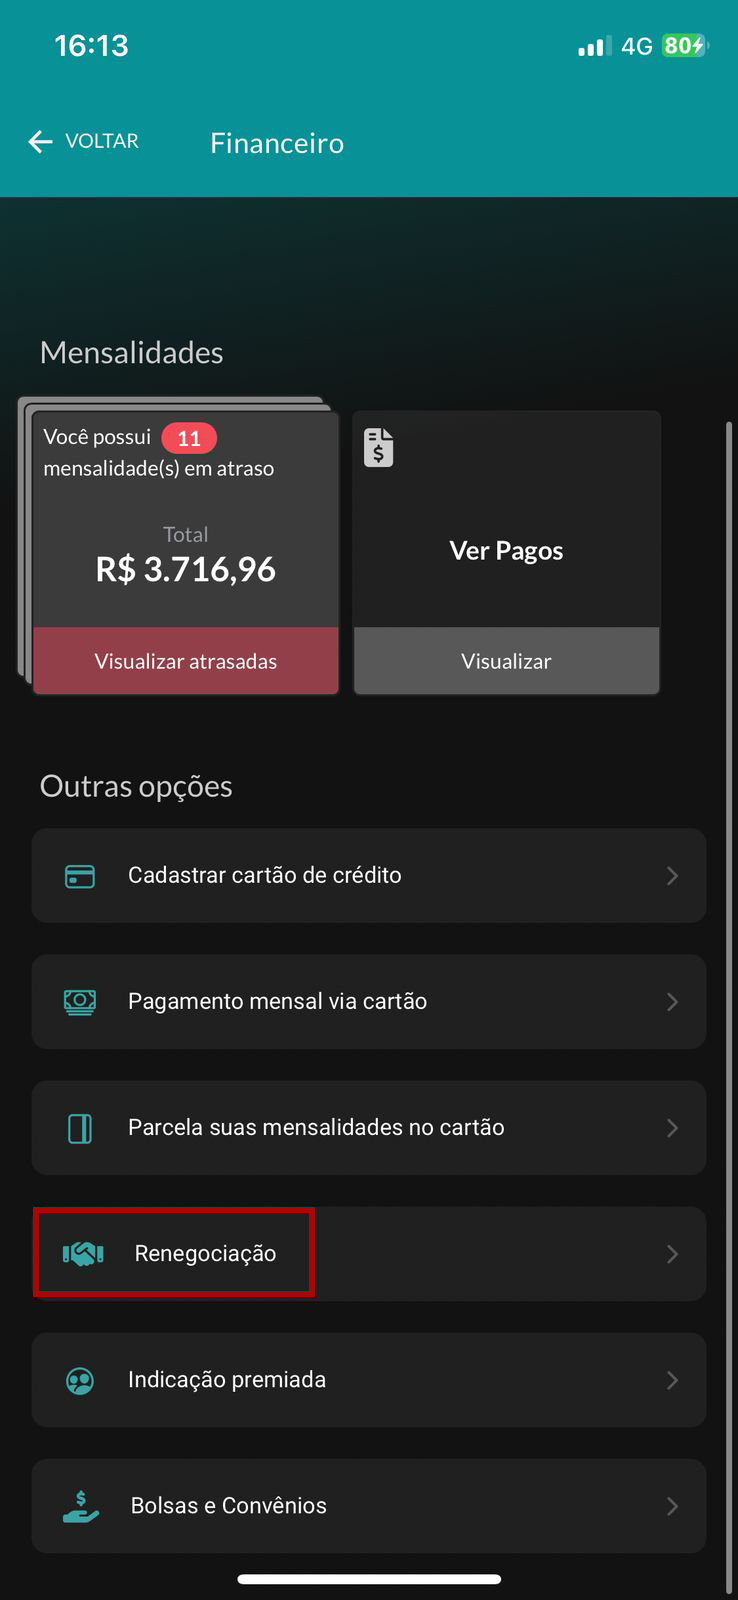 16:13
4G 80
VOLTAR
Financeiro
Mensalidades
Você possui 11
mensalidade(s) em atraso
Total
R$ 3.716,96
Visualizar atrasadas
$
Ver Pagos
Visualizar
Outras opções
Cadastrar cartão de crédito
Pagamento mensal via cartão
Parcela suas mensalidades no cartão
Renegociação
Indicação premiada
$
Bolsas e Convênios